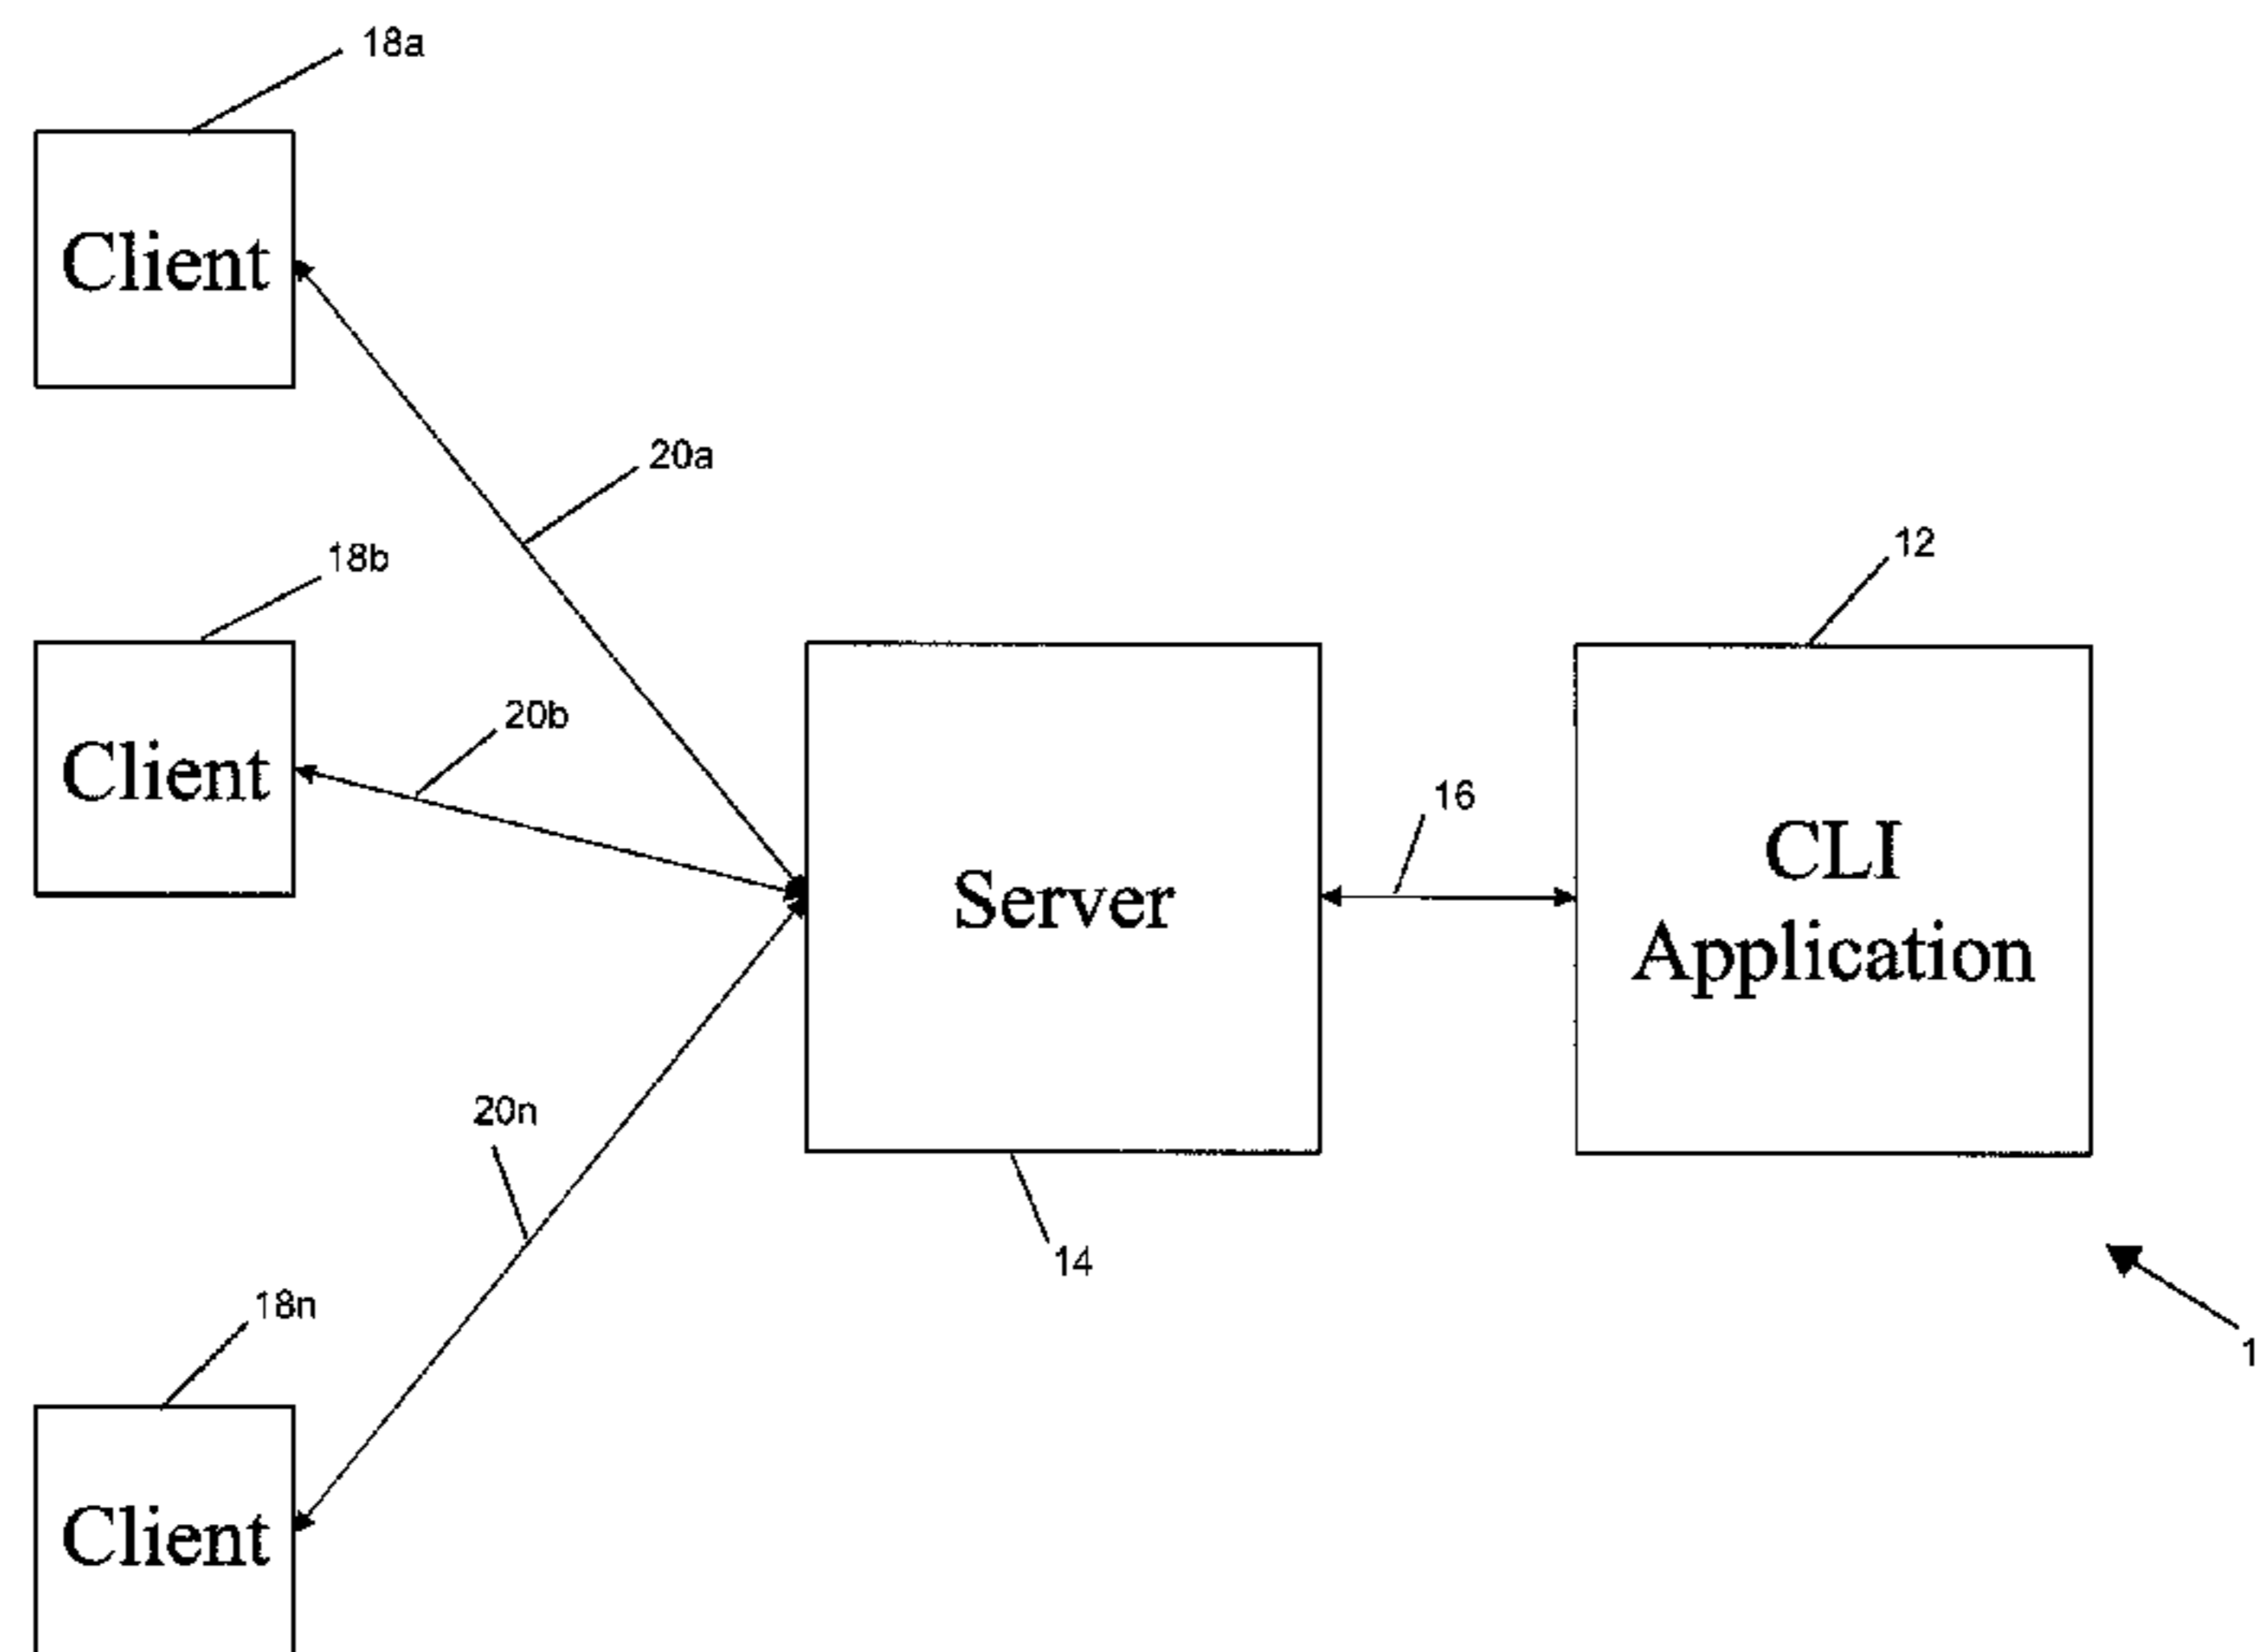 18a
Client
20a
18b
12
20b
Client
16
CLI
Server
Application
20n
14
18n
1
Client